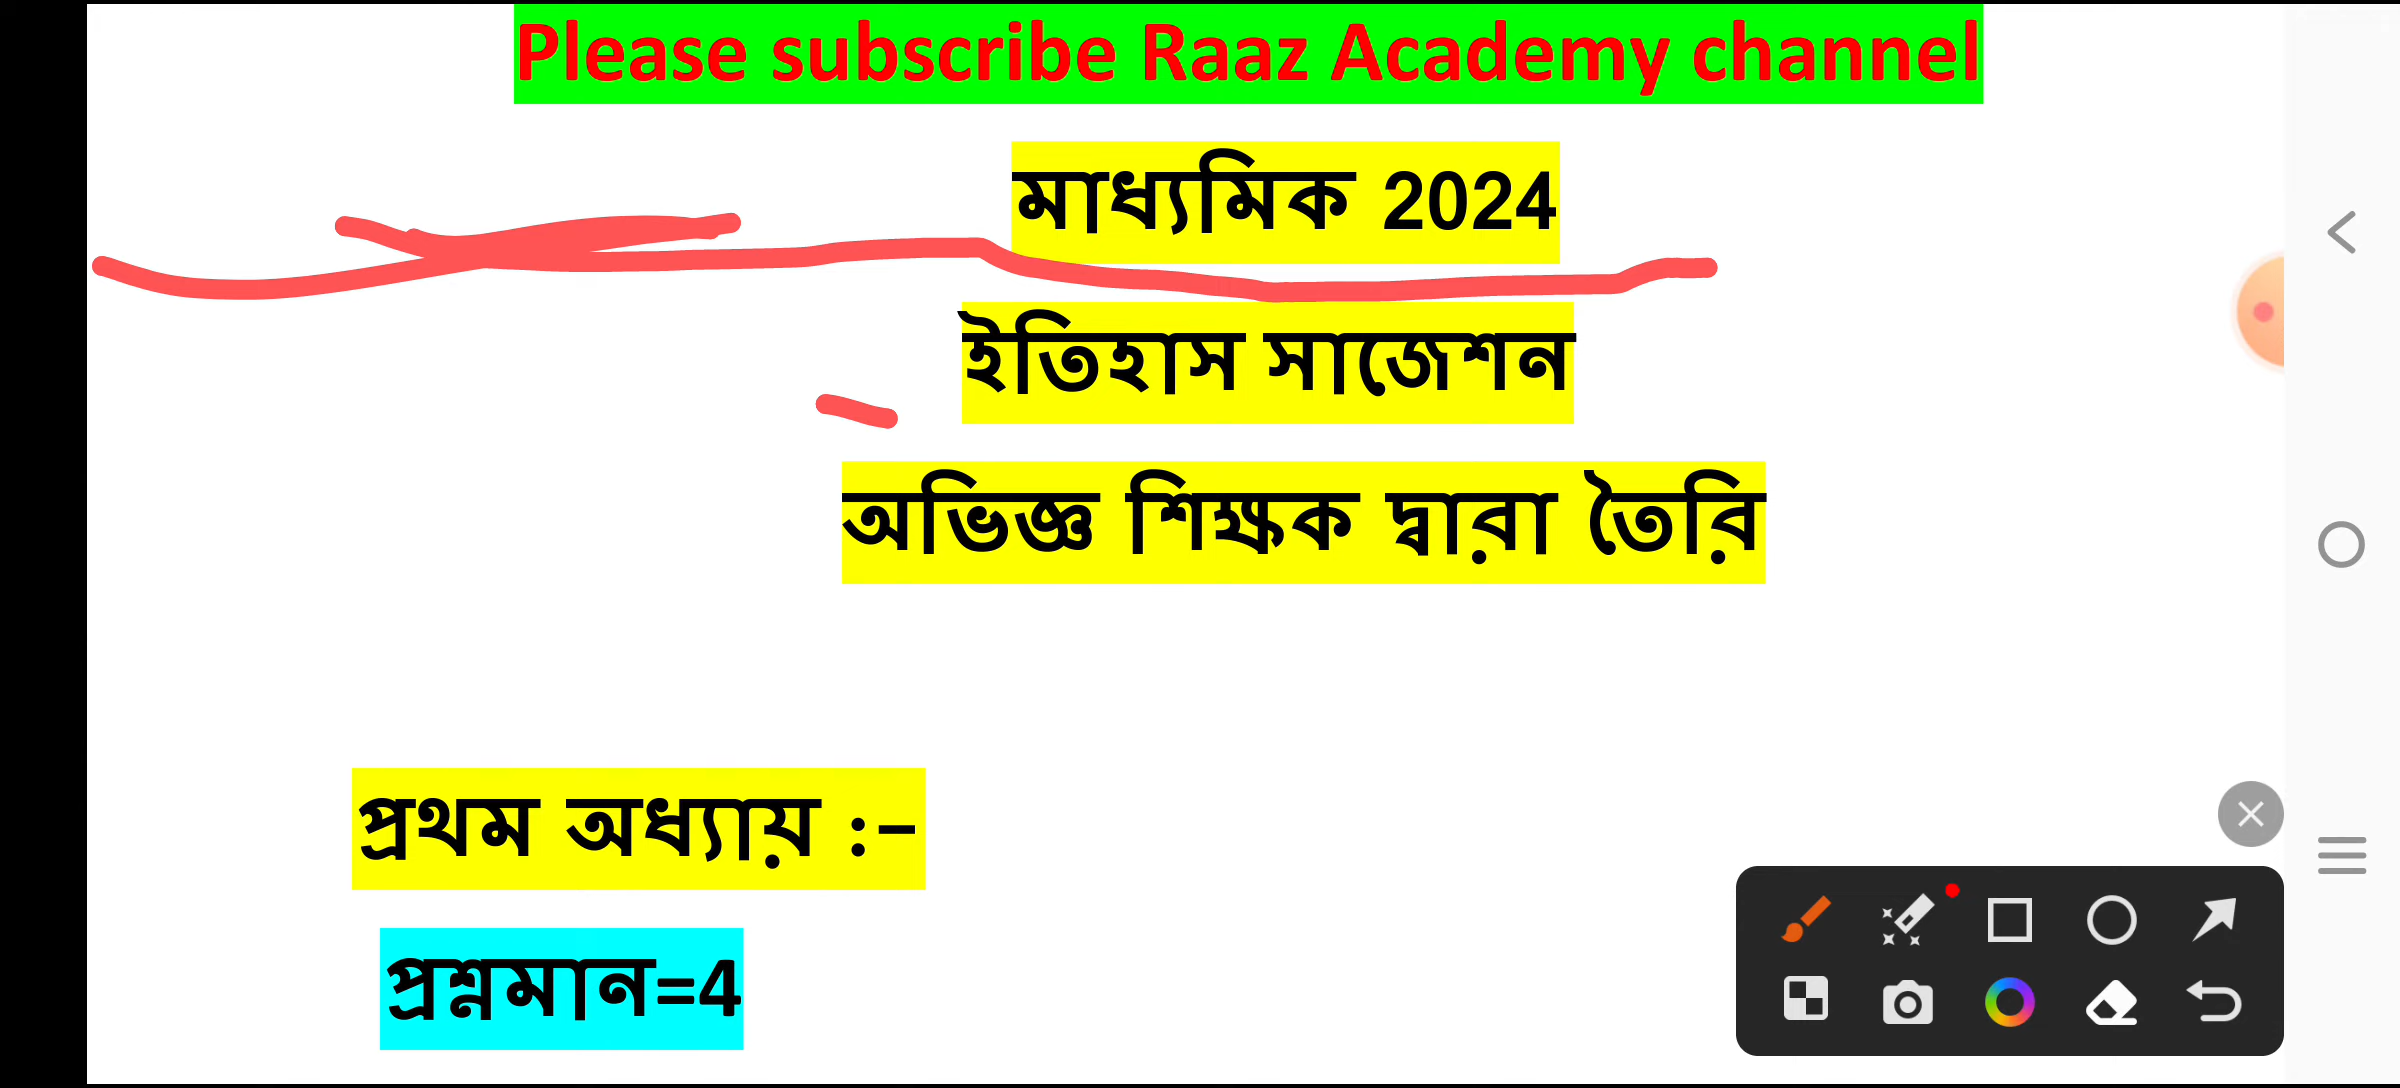 Please subscribe Raaz Academy channel
মাধ্যমিক 2024
ইতিহাস সাজেশন
অভিজ্ঞ শিক্ষক দ্বারা তৈরি
প্রথম অধ্যায় :–
প্রশ্নমান=4